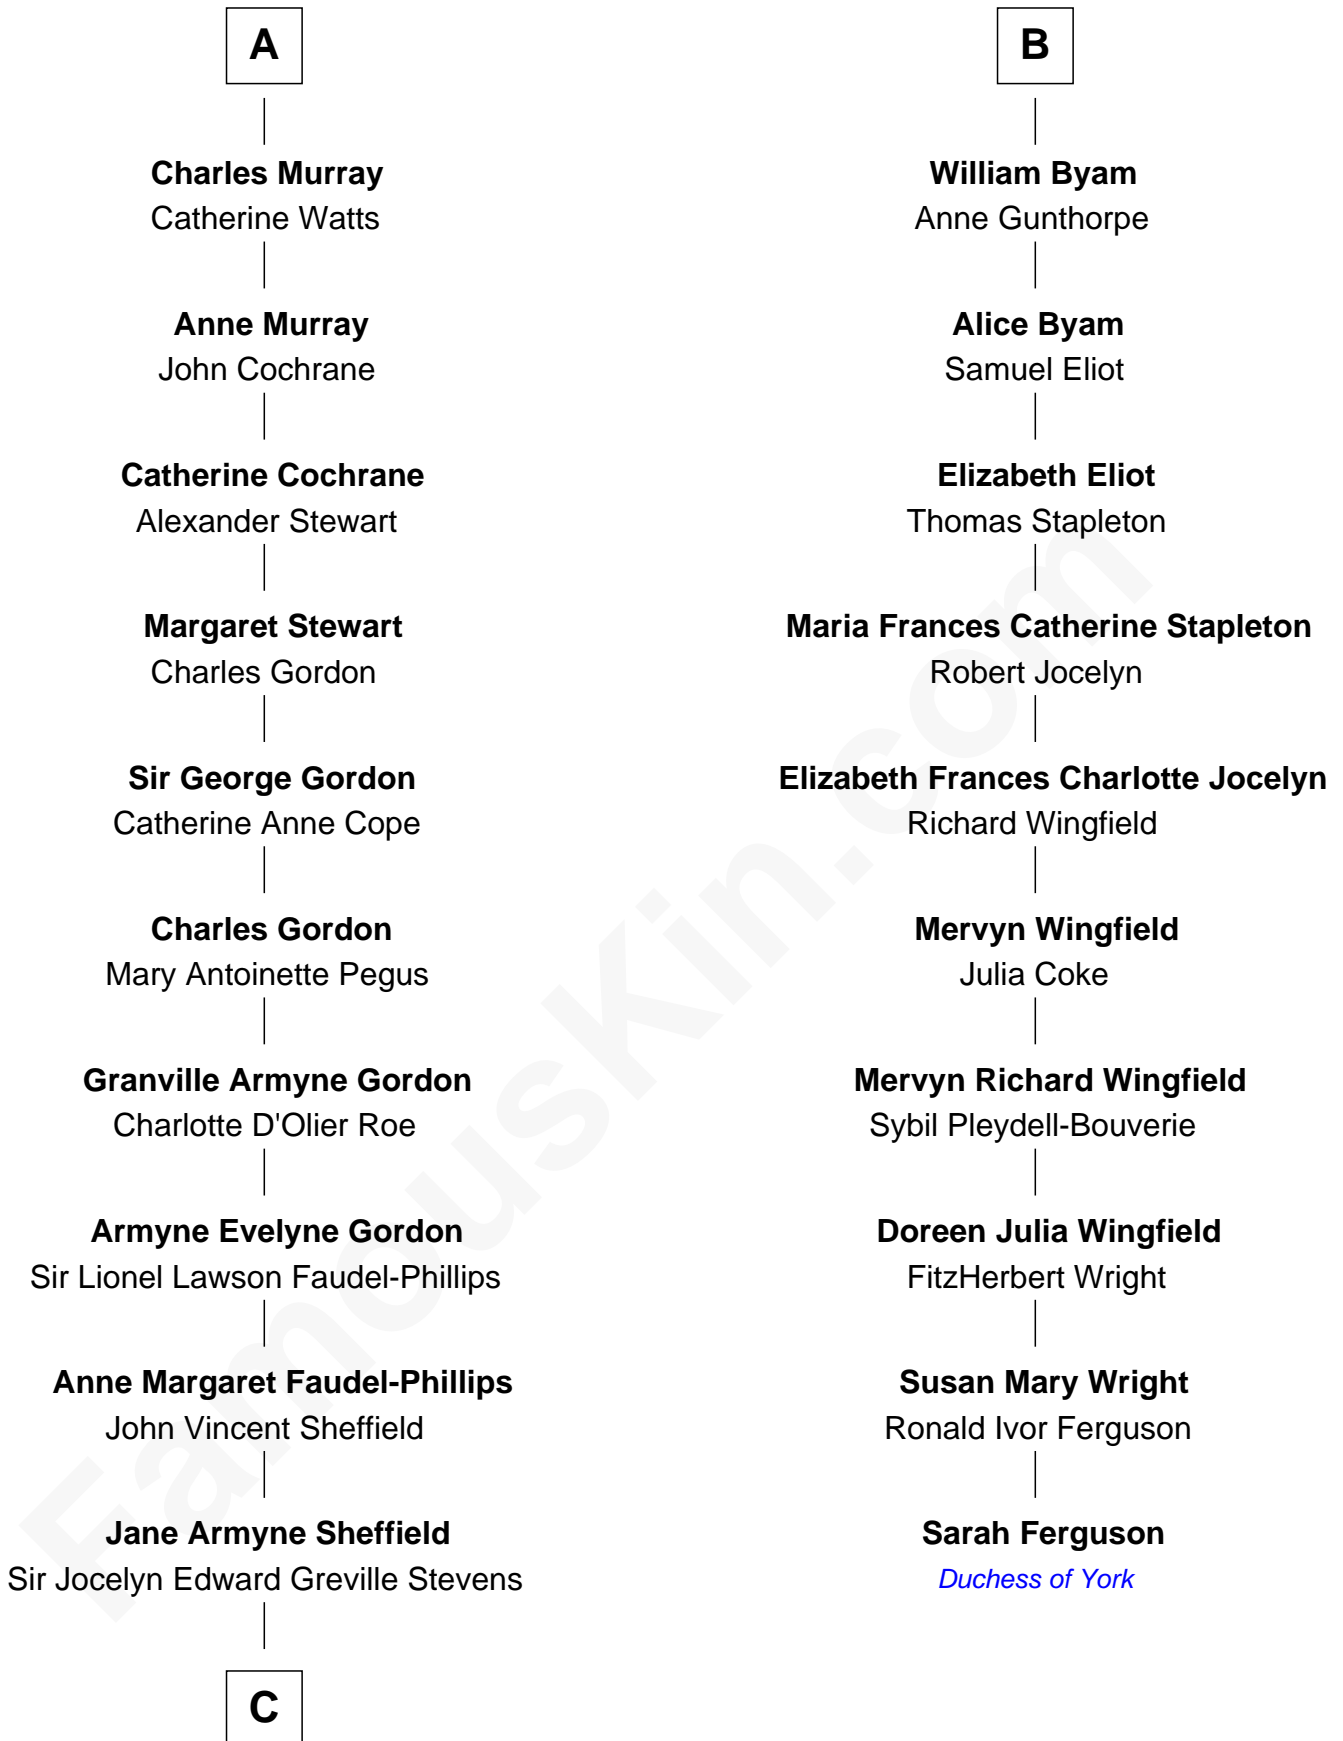 A
Charles Murray
Catherine Watts
Anne Murray
John Cochrane
Catherine Cochrane
Alexander Stewart
Margaret Stewart
Charles Gordon
Sir George Gordon
Catherine Anne Cope
Charles Gordon
Mary Antoinette Pegus
Granville Armyne Gordon
Charlotte D'Olier Roe
Armyne Evelyne Gordon
Sir Lionel Lawson Faudel-Phillips
Anne Margaret Faudel-Phillips
John Vincent Sheffield
Jane Armyne Sheffield
Sir Jocelyn Edward Greville Stevens
C
B
William Byam
Anne Gunthorpe
Alice Byam
Samuel Eliot
Elizabeth Eliot
Thomas Stapleton
Maria Frances Catherine Stapleton
Robert Jocelyn
Elizabeth Frances Charlotte Jocelyn
Richard Wingfield
Mervyn Wingfield
Julia Coke
Mervyn Richard Wingfield
Sybil Pleydell-Bouverie
Doreen Julia Wingfield
FitzHerbert Wright
Susan Mary Wright
Ronald Ivor Ferguson
Sarah Ferguson
Duchess of York
FamousKin.com